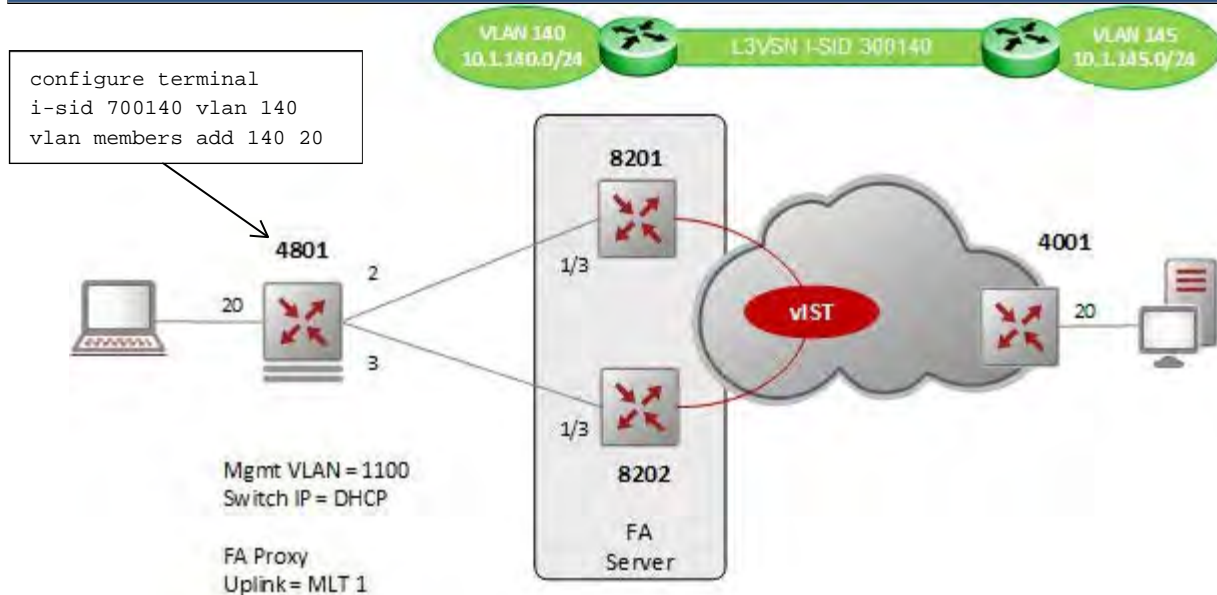 VLAN 140
10.1.140.0/24
L3VSN I-SID 300140
VLAN 145
10.1.145.0/24
configure terminal
i-sid 700140 vlan 140
vlan members add 140 20
8201
4801
4001
2
1/3
20
20
vIST
3
1/3
8202
Mgmt VLAN = 1100
Switch IP = DHCP
FA
Server
FA Proxy
Uplink = MLT 1